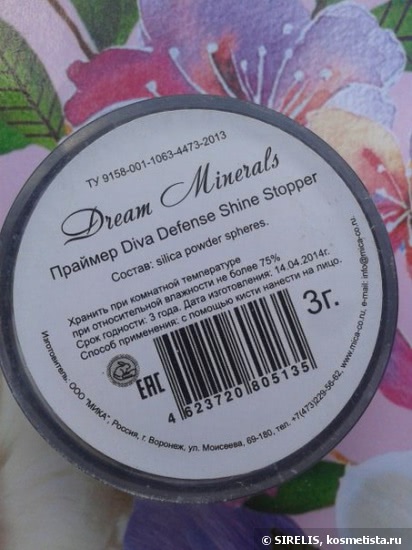 ТУ 9158-001-1063-4473-2013
Dream Minerals
Праймер Diva Defense Shine Stopper
Состав: silica powder spheres.
Хранить при комнатной температуре
при относительной влажности не более 75%
Срок годности: 3 года. Дата изготовления: 14.04.2014г.
Способ применения: с помощью кисти нанести на лицо.
3г.
EAC
4 623720 805135
Изготовитель: ООО "МИКА", Россия, г. Воронеж, ул. Моисеева, 69-180, тел. +7(473)229-56-62, www.mica-co.ru, e-mail: info@mica-co.ru
© SIRELIS, kosmetista.ru